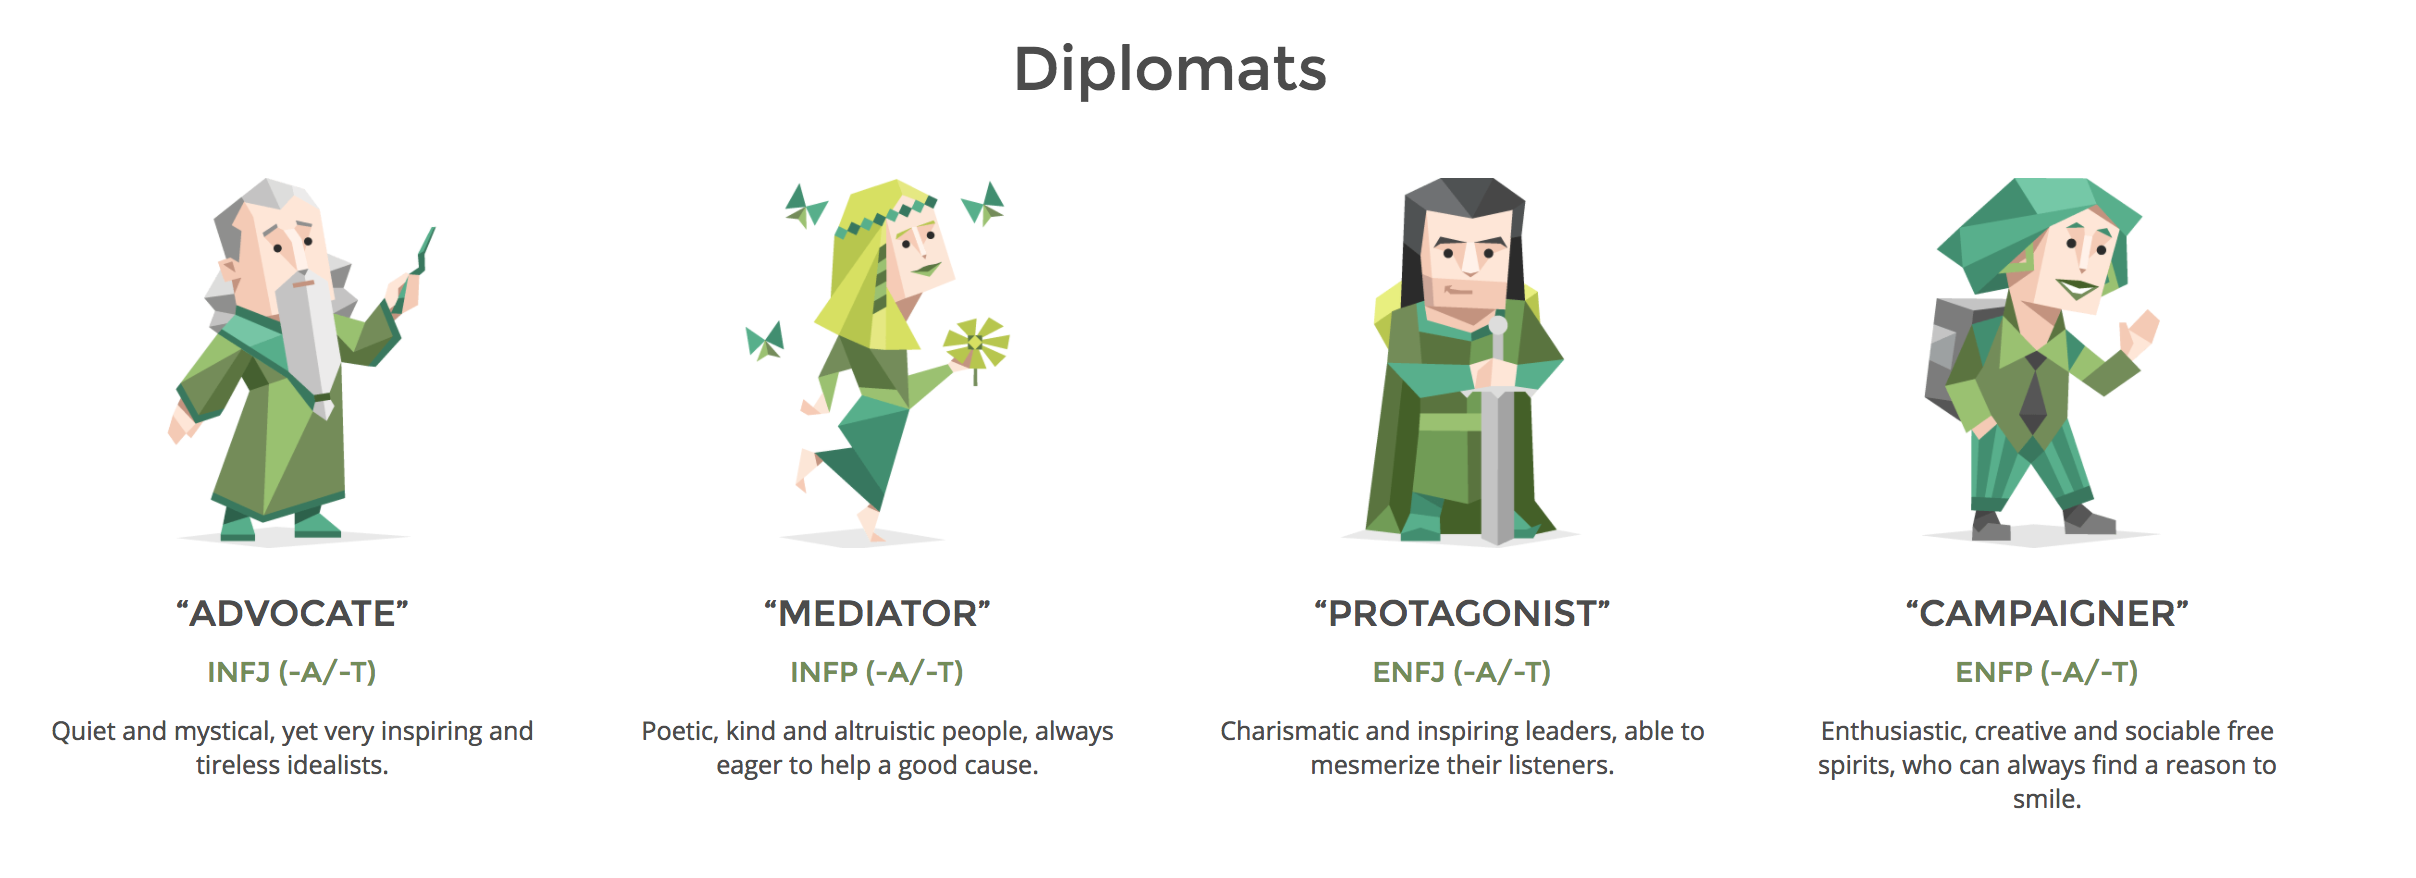 Diplomats
“ADVOCATE”
INFJ (-A/-T)
Quiet and mystical, yet very inspiring and
tireless idealists.
“MEDIATOR”
INFP (-A/-T)
Poetic, kind and altruistic people, always
eager to help a good cause.
“PROTAGONIST”
ENFJ (-A/-T)
Charismatic and inspiring leaders, able to
mesmerize their listeners.
“CAMPAIGNER”
ENFP (-A/-T)
Enthusiastic, creative and sociable free
spirits, who can always find a reason to
smile.